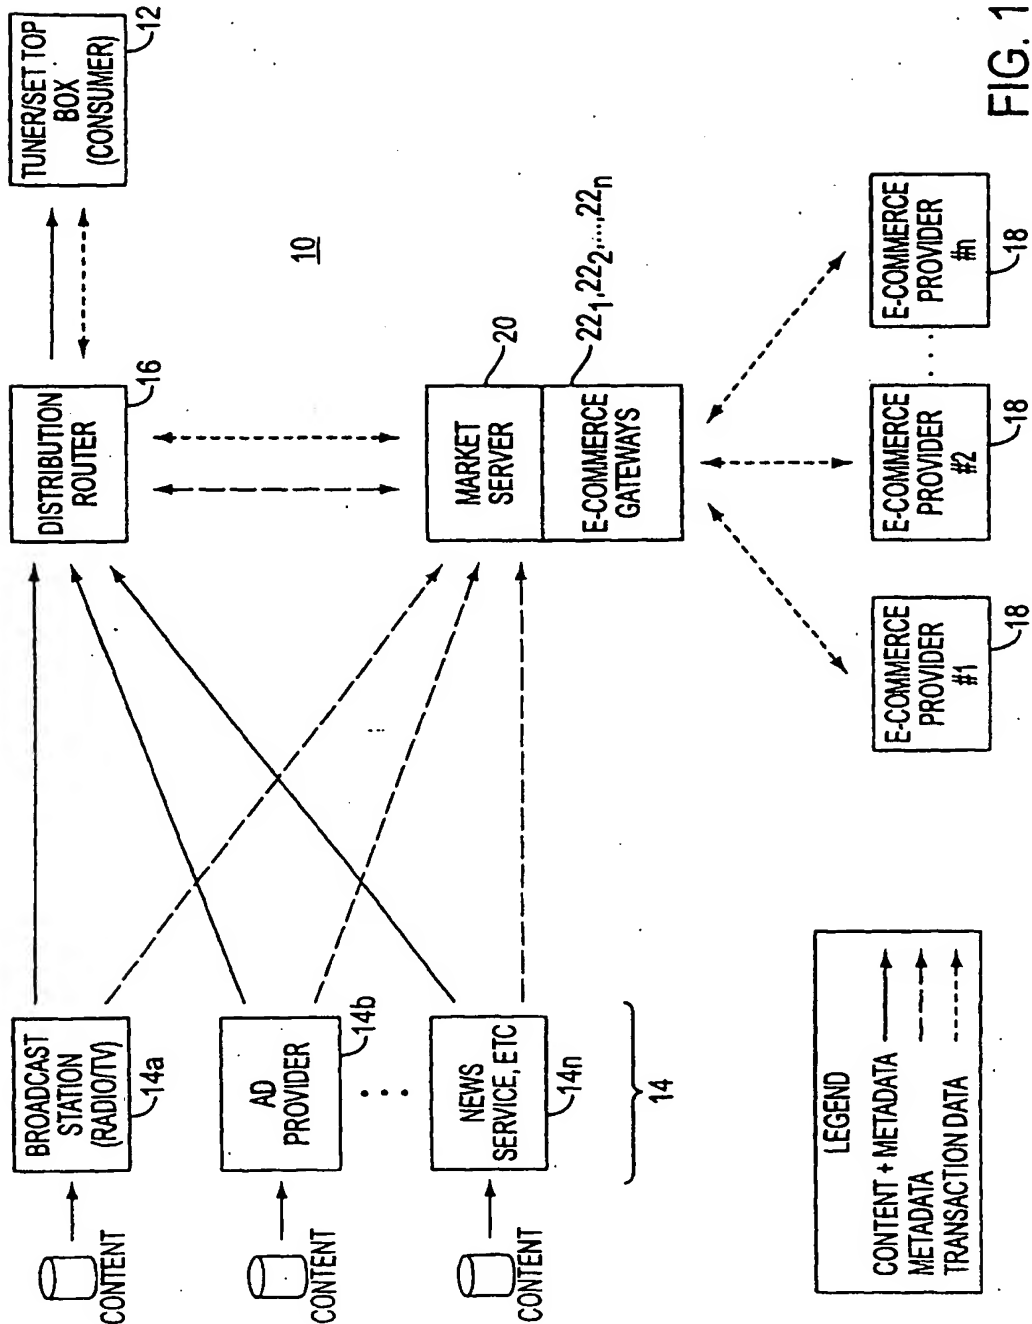 CONTENT
BROADCAST
STATION
(RADIO/TV)
14a
CONTENT
AD
PROVIDER
14b
CONTENT
NEWS
SERVICE, ETC
14n
14
DISTRIBUTION
ROUTER
16
TUNER/SET TOP
BOX
(CONSUMER)
12
10
MARKET
SERVER
20
E-COMMERCE
GATEWAYS
22₁,22₂,....,22ₙ
E-COMMERCE
PROVIDER
#1
18
E-COMMERCE
PROVIDER
#2
18
E-COMMERCE
PROVIDER
#n
18
LEGEND
CONTENT + METADATA
METADATA
TRANSACTION DATA
FIG. 1